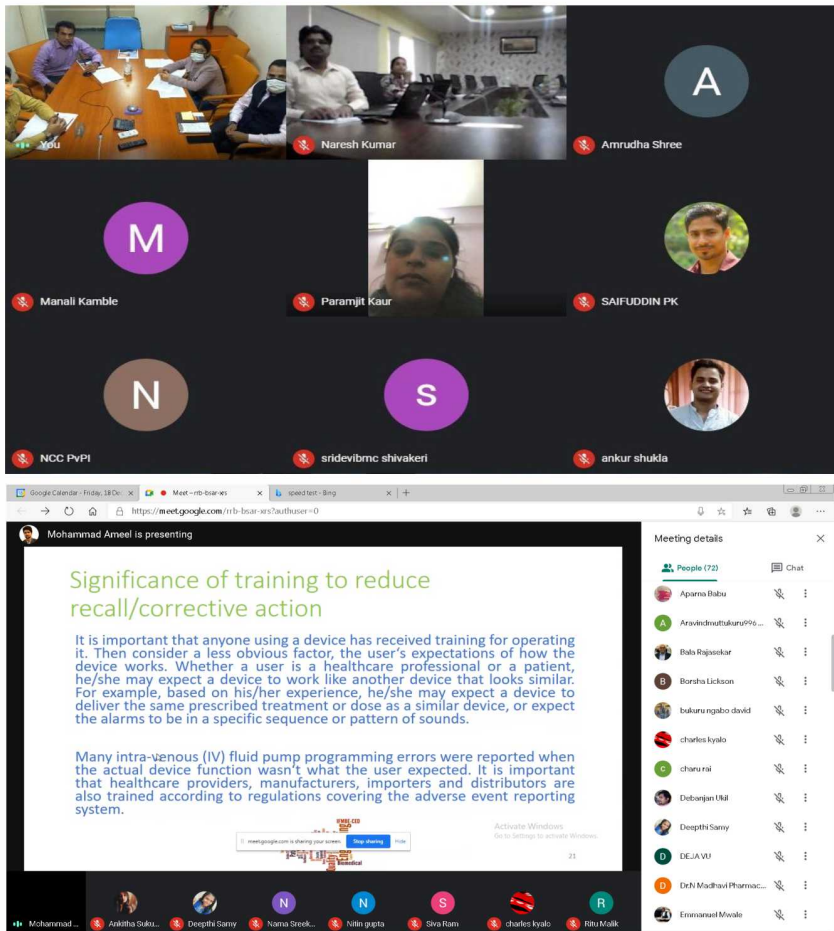 You
Naresh Kumar
A
Amrudha Shree
M
Manali Kamble
Paramjit Kaur
SAIFUDDIN PK
N
NCC PvPI
S
sridevibmc shivakeri
ankur shukla
Google Calendar - Friday, 18 Dec
Meet – rrb-bsar-xrs
speed test - Bing
https://meet.google.com/rrb-bsar-xrs?authuser=0
Mohammad Ameel is presenting
Significance of training to reduce
recall/corrective action
It is important that anyone using a device has received training for operating
it. Then consider a less obvious factor, the user's expectations of how the
device works. Whether a user is a healthcare professional or a patient,
he/she may expect a device to work like another device that looks similar.
For example, based on his/her experience, he/she may expect a device to
deliver the same prescribed treatment or dose as a similar device, or expect
the alarms to be in a specific sequence or pattern of sounds.
Many intra-venous (IV) fluid pump programming errors were reported when
the actual device function wasn't what the user expected. It is important
that healthcare providers, manufacturers, importers and distributors are
also trained according to regulations covering the adverse event reporting
system.
meet.google.com is sharing your screen.
Stop sharing
Hide
Biomedical
Activate Windows
Go to Settings to activate Windows.
21
Mohammad ...
Ankitha Suku...
Deepthi Samy
N
Nama Sreek...
N
Nitin gupta
S
Siva Ram
charles kyalo
R
Ritu Malik
Meeting details
People (72)
Chat
Aparna Babu
A
Aravindmuttukuru996 ...
Bala Rajasekar
B
Borsha Lickson
bukuru ngabo david
charles kyalo
c
charu rai
Debanjan Ukil
Deepthi Samy
D
DEJA VU
D
Dr.N Madhavi Pharmac...
Emmanuel Mwale